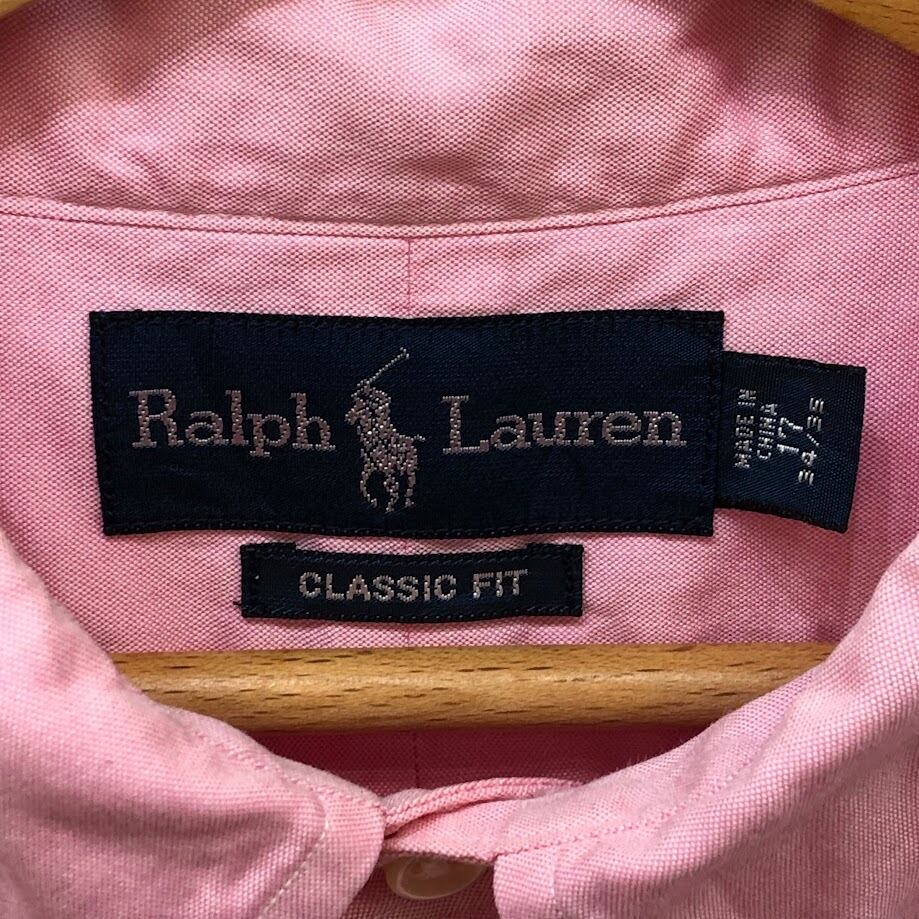 Ralph Lauren
CLASSIC FIT
MADE IN
CHINA
17
34/35